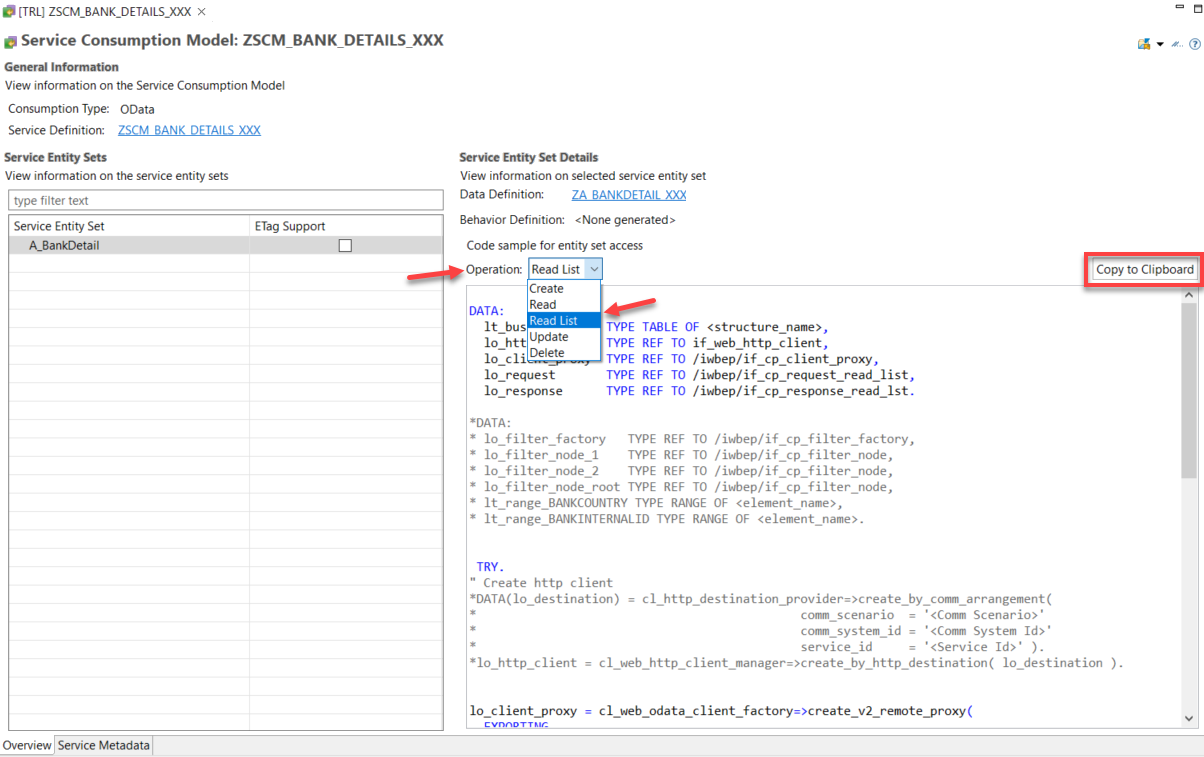 [TRL] ZSCM_BANK_DETAILS_XXX
Service Consumption Model: ZSCM_BANK_DETAILS_XXX
General Information
View information on the Service Consumption Model
Consumption Type: OData
Service Definition: ZSCM_BANK_DETAILS_XXX
Service Entity Sets
View information on the service entity sets
type filter text
Service Entity Set ETag Support
A_BankDetail
Service Entity Set Details
View information on selected service entity set
Data Definition: ZA_BANKDETAIL_XXX
Behavior Definition: <None generated>
Code sample for entity set access
Operation: Read List
Copy to Clipboard
Create
Read
Read List
Update
Delete
DATA:
lt_bus TYPE TABLE OF <structure_name>,
lo_htt TYPE REF TO if_web_http_client,
lo_client_proxy TYPE REF TO /iwbep/if_cp_client_proxy,
lo_request TYPE REF TO /iwbep/if_cp_request_read_list,
lo_response TYPE REF TO /iwbep/if_cp_response_read_lst.
*DATA:
* lo_filter_factory TYPE REF TO /iwbep/if_cp_filter_factory,
* lo_filter_node_1 TYPE REF TO /iwbep/if_cp_filter_node,
* lo_filter_node_2 TYPE REF TO /iwbep/if_cp_filter_node,
* lo_filter_node_root TYPE REF TO /iwbep/if_cp_filter_node,
* lt_range_BANKCOUNTRY TYPE RANGE OF <element_name>,
* lt_range_BANKINTERNALID TYPE RANGE OF <element_name>.
TRY.
" Create http client
*DATA(lo_destination) = cl_http_destination_provider=>create_by_comm_arrangement(
* comm_scenario = '<Comm Scenario>'
* comm_system_id = '<Comm System Id>'
* service_id = '<Service Id>' ).
*lo_http_client = cl_web_http_client_manager=>create_by_http_destination( lo_destination ).
lo_client_proxy = cl_web_odata_client_factory=>create_v2_remote_proxy(
EXPORTING
Overview Service Metadata